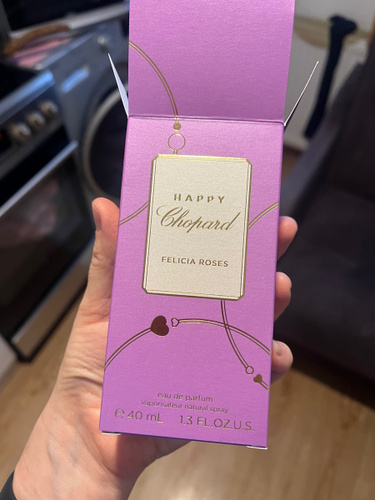 HAPPY
Chopard
FELICIA ROSES
eau de parfum
vaporisateur natural spray
℮ 40 mL 1.3 FL.OZ.U.S.